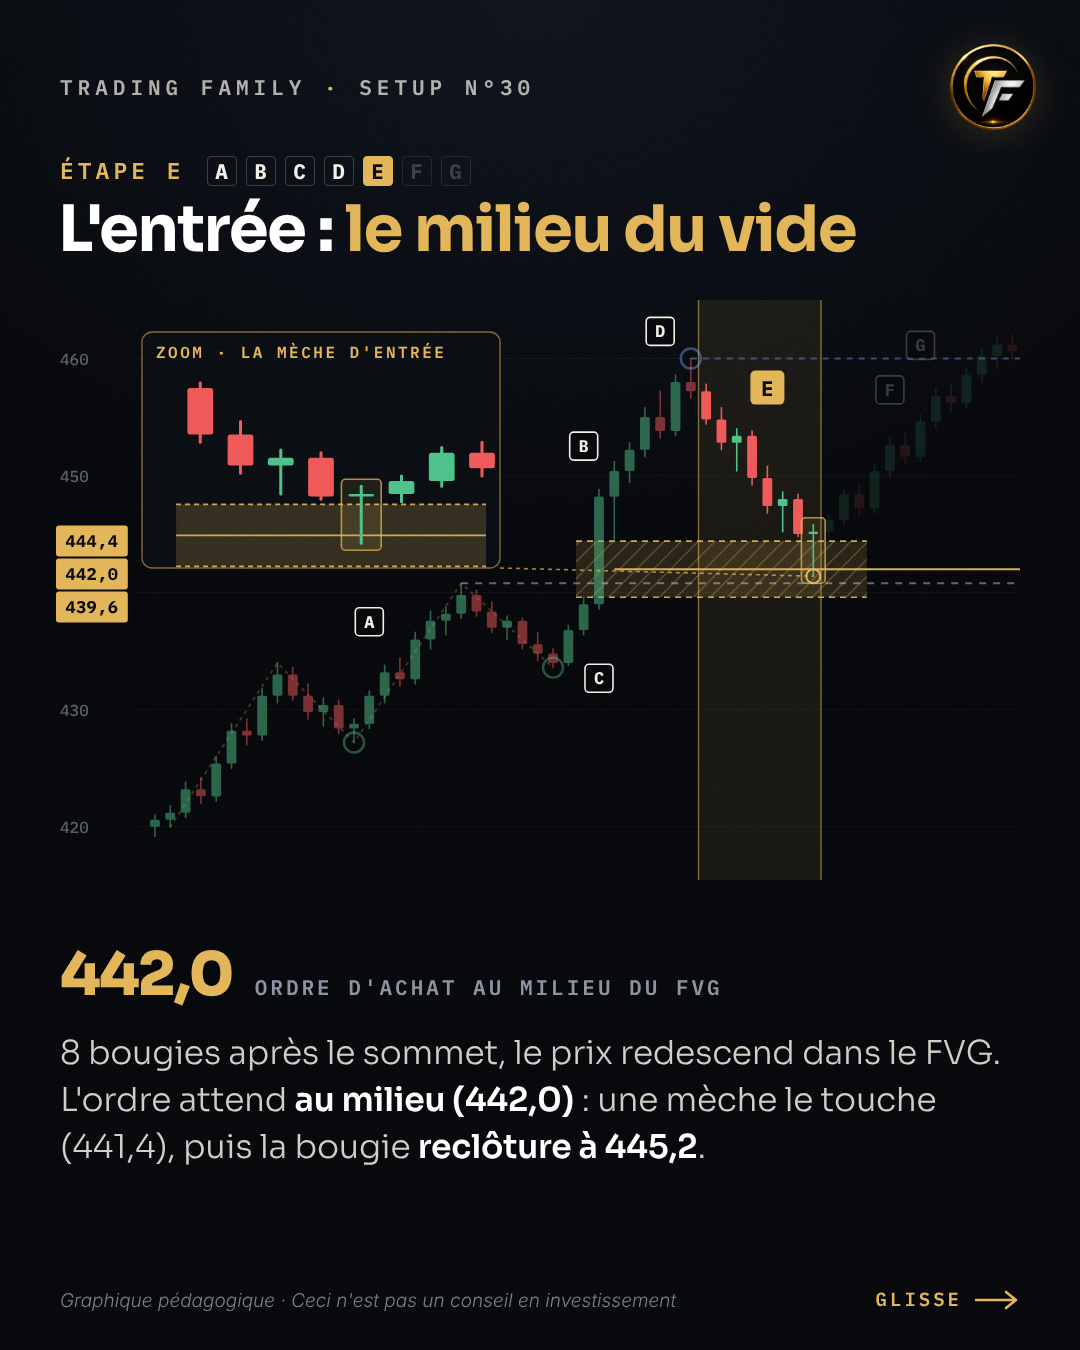 TRADING FAMILY · SETUP N°30
TF
ÉTAPE E A B C D E F G
L'entrée : le milieu du vide
ZOOM · LA MÈCHE D'ENTRÉE
460
450
444,4
442,0
439,6
430
420
A
B
C
D
E
F
G
442,0 ORDRE D'ACHAT AU MILIEU DU FVG
8 bougies après le sommet, le prix redescend dans le FVG.
L'ordre attend au milieu (442,0) : une mèche le touche
(441,4), puis la bougie reclôture à 445,2.
Graphique pédagogique · Ceci n'est pas un conseil en investissement
GLISSE →